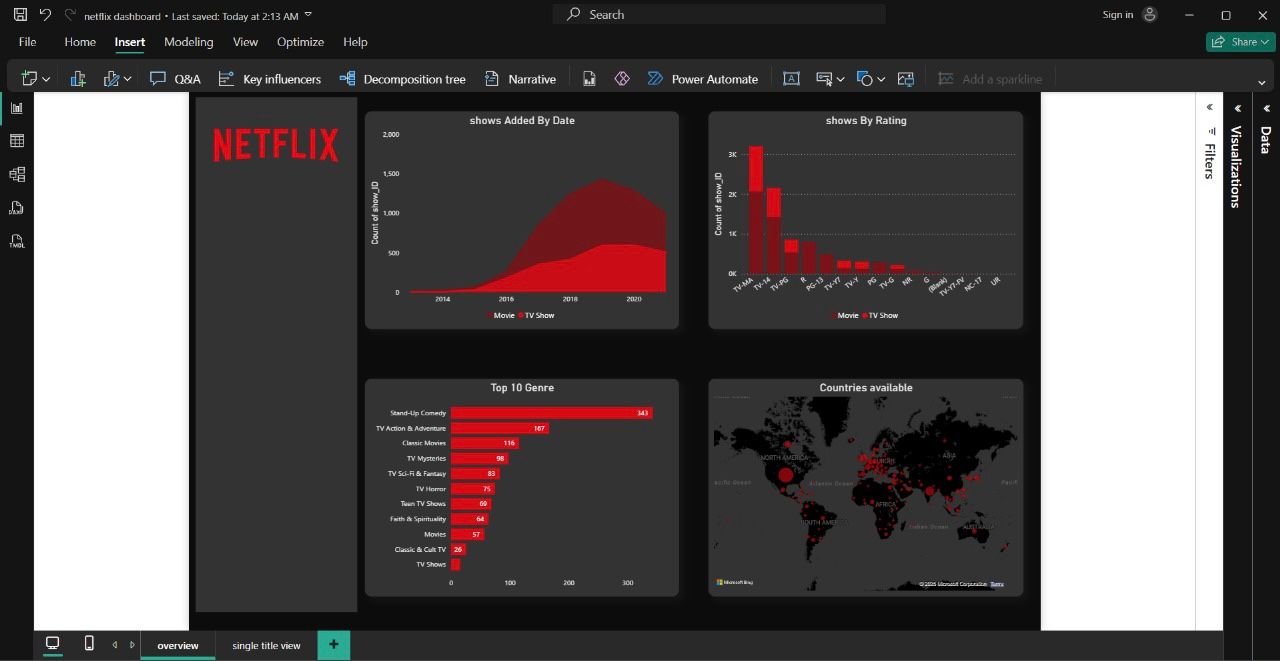 netflix dashboard • Last saved: Today at 2:13 AM
Search
Sign in
File Home Insert Modeling View Optimize Help
Share
Q&A Key influencers Decomposition tree Narrative Power Automate Add a sparkline
NETFLIX
shows Added By Date
Count of show_ID
2,000
1,500
1,000
500
0
2014 2016 2018 2020
Movie TV Show
shows By Rating
Count of show_ID
3K
2K
1K
0K
TV-MA TV-14 TV-PG R PG-13 TV-Y7 TV-Y PG TV-G NR G (Blank) TV-Y7-FV NC-17 UR
Movie TV Show
Top 10 Genre
Stand-Up Comedy 343
TV Action & Adventure 167
Classic Movies 116
TV Mysteries 98
TV Sci-Fi & Fantasy 83
TV Horror 75
Teen TV Shows 69
Faith & Spirituality 64
Movies 57
Classic & Cult TV 26
TV Shows
0 100 200 300
Countries available
NORTH AMERICA
EUROPE
ASIA
Atlantic Ocean
AFRICA
SOUTH AMERICA
Indian Ocean
AUSTRALIA
Microsoft Bing
Microsoft Corporation Terms
Filters
Visualizations
Data
DAX
TMDL
overview single title view +